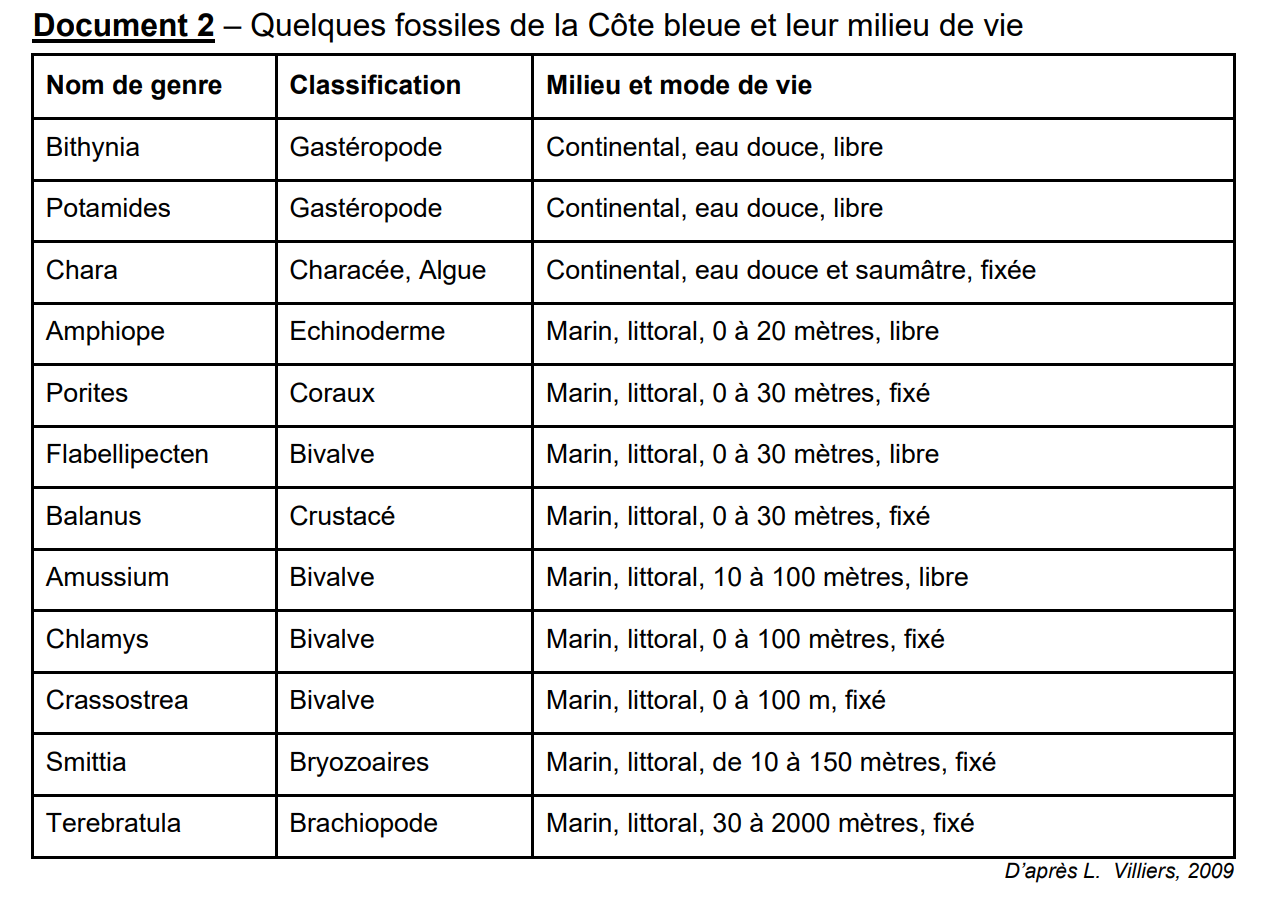 Document 2 – Quelques fossiles de la Côte bleue et leur milieu de vie
Nom de genre Classification Milieu et mode de vie
Bithynia Gastéropode Continental, eau douce, libre
Potamides Gastéropode Continental, eau douce, libre
Chara Characée, Algue Continental, eau douce et saumâtre, fixée
Amphiope Echinoderme Marin, littoral, 0 à 20 mètres, libre
Porites Coraux Marin, littoral, 0 à 30 mètres, fixé
Flabellipecten Bivalve Marin, littoral, 0 à 30 mètres, libre
Balanus Crustacé Marin, littoral, 0 à 30 mètres, fixé
Amussium Bivalve Marin, littoral, 10 à 100 mètres, libre
Chlamys Bivalve Marin, littoral, 0 à 100 mètres, fixé
Crassostrea Bivalve Marin, littoral, 0 à 100 m, fixé
Smittia Bryozoaires Marin, littoral, de 10 à 150 mètres, fixé
Terebratula Brachiopode Marin, littoral, 30 à 2000 mètres, fixé
D'après L. Villiers, 2009